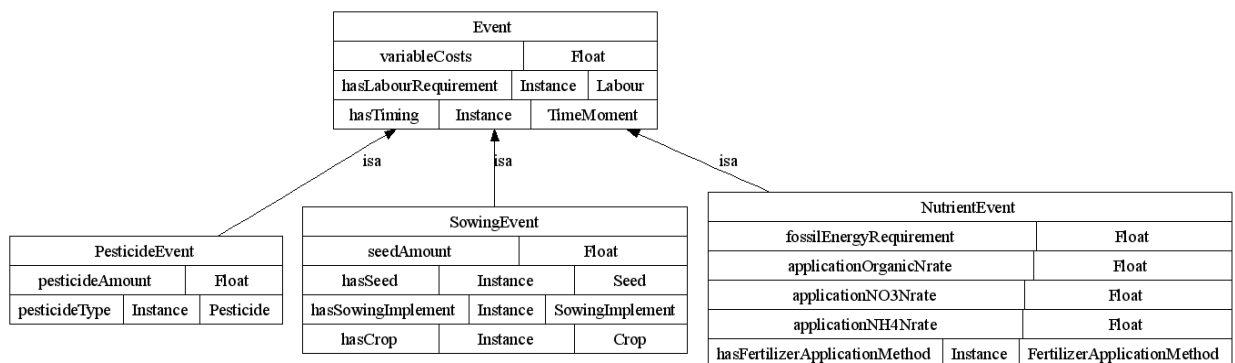 Event
variableCosts Float
hasLabourRequirement Instance Labour
hasTiming Instance TimeMoment
isa isa isa
PesticideEvent
pesticideAmount Float
pesticideType Instance Pesticide
SowingEvent
seedAmount Float
hasSeed Instance Seed
hasSowingImplement Instance SowingImplement
hasCrop Instance Crop
NutrientEvent
fossilEnergyRequirement Float
applicationOrganicNrate Float
applicationNO3Nrate Float
applicationNH4Nrate Float
hasFertilizerApplicationMethod Instance FertilizerApplicationMethod